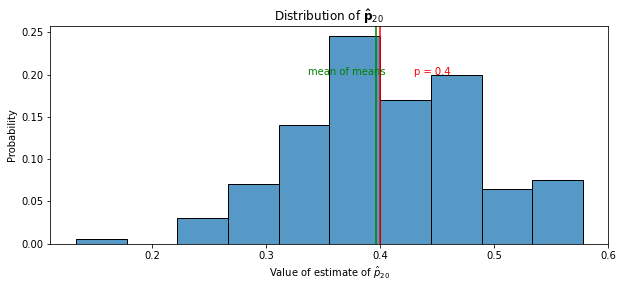 Distribution of p̂₂₀
0.25
0.20
0.15
0.10
0.05
0.00
Probability
mean of means
p = 0.4
0.2 0.3 0.4 0.5 0.6
Value of estimate of p̂₂₀